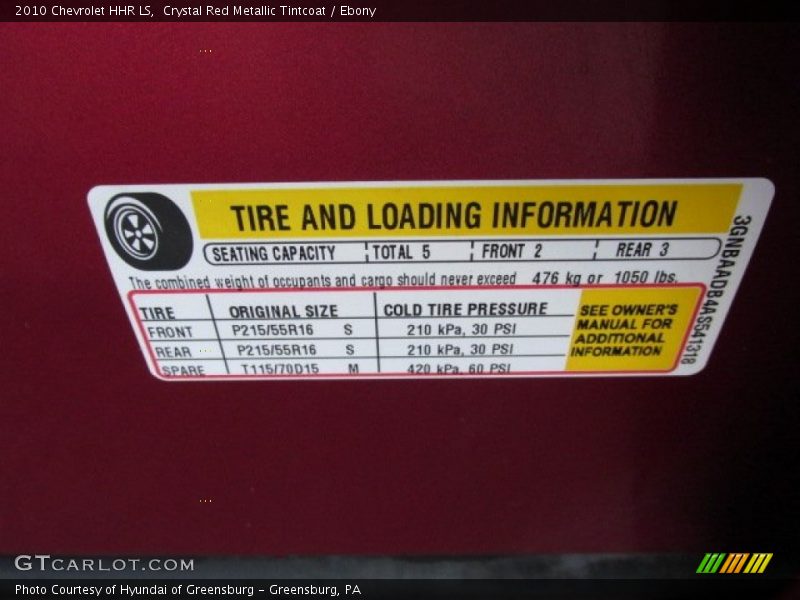 2010 Chevrolet HHR LS,  Crystal Red Metallic Tintcoat / Ebony
TIRE AND LOADING INFORMATION
SEATING CAPACITY TOTAL 5 FRONT 2 REAR 3
The combined weight of occupants and cargo should never exceed 476 kg or 1050 lbs.
TIRE ORIGINAL SIZE COLD TIRE PRESSURE
FRONT P215/55R16 S 210 kPa, 30 PSI
REAR P215/55R16 S 210 kPa, 30 PSI
SPARE T115/70D15 M 420 kPa, 60 PSI
SEE OWNER'S
MANUAL FOR
ADDITIONAL
INFORMATION
3GNBAADB4AS541318
GTCARLOT.COM
Photo Courtesy of Hyundai of Greensburg – Greensburg, PA